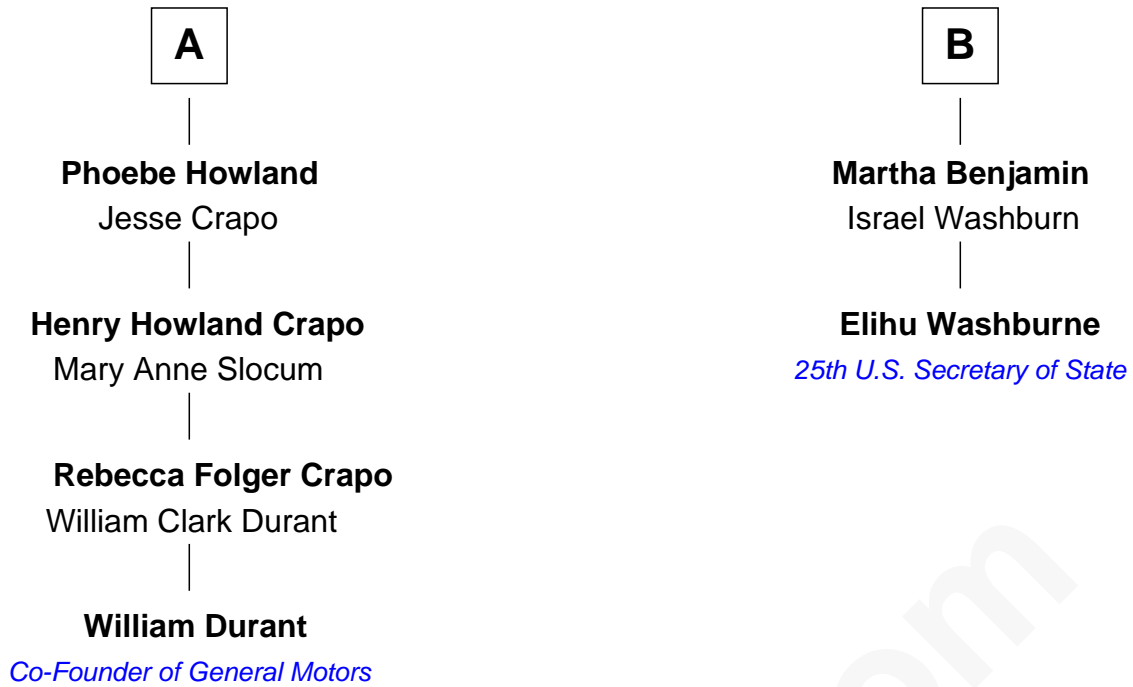 A
Phoebe Howland
Jesse Crapo
Henry Howland Crapo
Mary Anne Slocum
Rebecca Folger Crapo
William Clark Durant
William Durant
Co-Founder of General Motors
B
Martha Benjamin
Israel Washburn
Elihu Washburne
25th U.S. Secretary of State
om